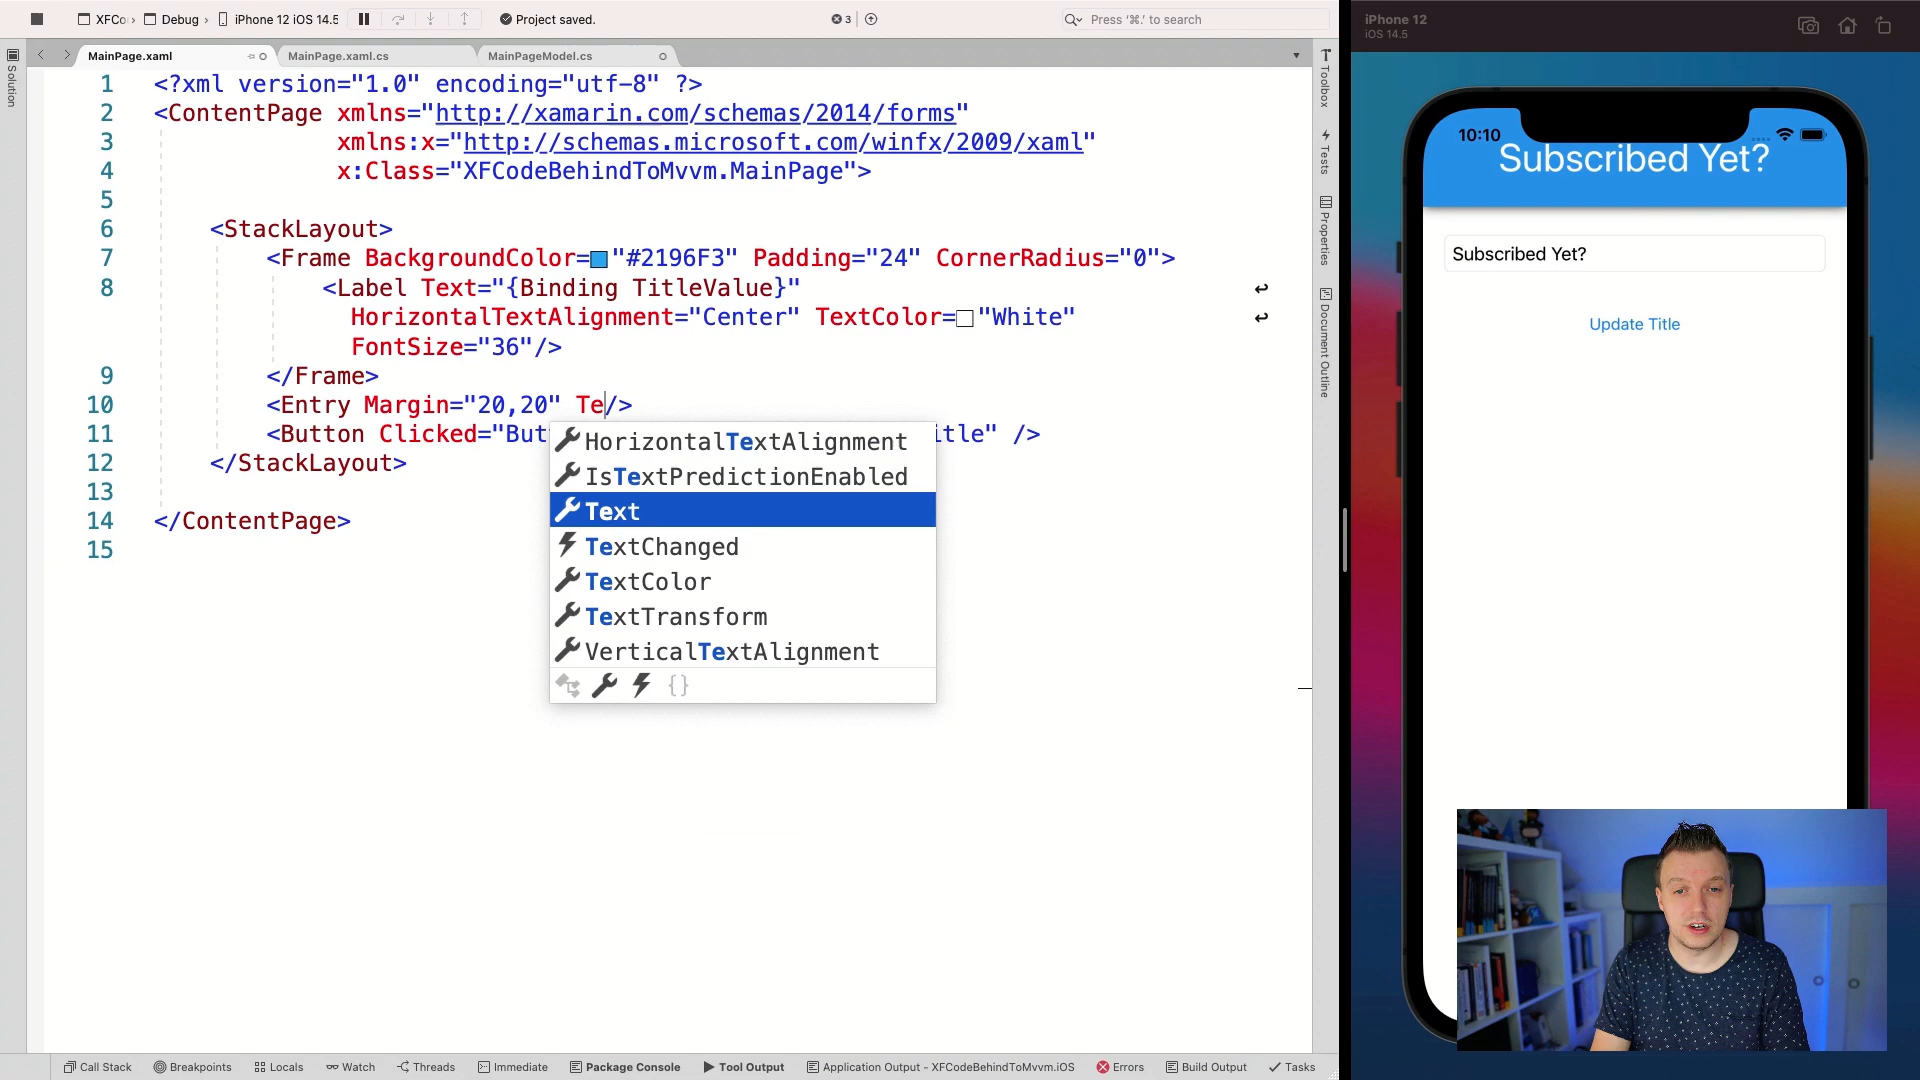 XFCo› Debug › iPhone 12 iOS 14.5 Project saved. 3 Press '⌘.' to search
MainPage.xaml MainPage.xaml.cs MainPageModel.cs
Solution
1 <?xml version="1.0" encoding="utf-8" ?>
2 <ContentPage xmlns="http://xamarin.com/schemas/2014/forms"
3 xmlns:x="http://schemas.microsoft.com/winfx/2009/xaml"
4 x:Class="XFCodeBehindToMvvm.MainPage">
5
6 <StackLayout>
7 <Frame BackgroundColor="#2196F3" Padding="24" CornerRadius="0">
8 <Label Text="{Binding TitleValue}"
HorizontalTextAlignment="Center" TextColor="White"
FontSize="36"/>
9 </Frame>
10 <Entry Margin="20,20" Te/>
11 <Button Clicked="But itle" />
12 </StackLayout>
13
14 </ContentPage>
15
HorizontalTextAlignment
IsTextPredictionEnabled
Text
TextChanged
TextColor
TextTransform
VerticalTextAlignment
{}
Toolbox
Tests
Properties
Document Outline
Call Stack Breakpoints Locals Watch Threads Immediate Package Console Tool Output Application Output - XFCodeBehindToMvvm.iOS Errors Build Output Tasks
iPhone 12
iOS 14.5
10:10
Subscribed Yet?
Subscribed Yet?
Update Title